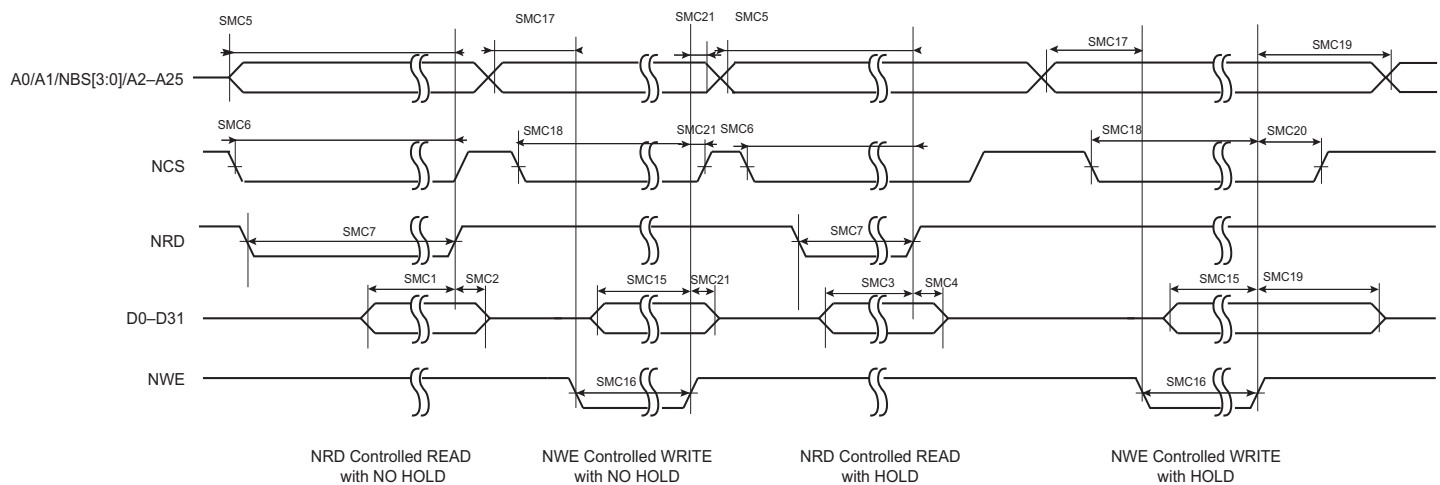 SMC5 SMC17 SMC21 SMC5 SMC17 SMC19
A0/A1/NBS[3:0]/A2–A25
SMC6 SMC18 SMC21 SMC6 SMC18 SMC20
NCS
NRD SMC7 SMC7
SMC1 SMC2 SMC15 SMC21 SMC3 SMC4 SMC15 SMC19
D0–D31
NWE SMC16 SMC16
NRD Controlled READ
with NO HOLD
NWE Controlled WRITE
with NO HOLD
NRD Controlled READ
with HOLD
NWE Controlled WRITE
with HOLD